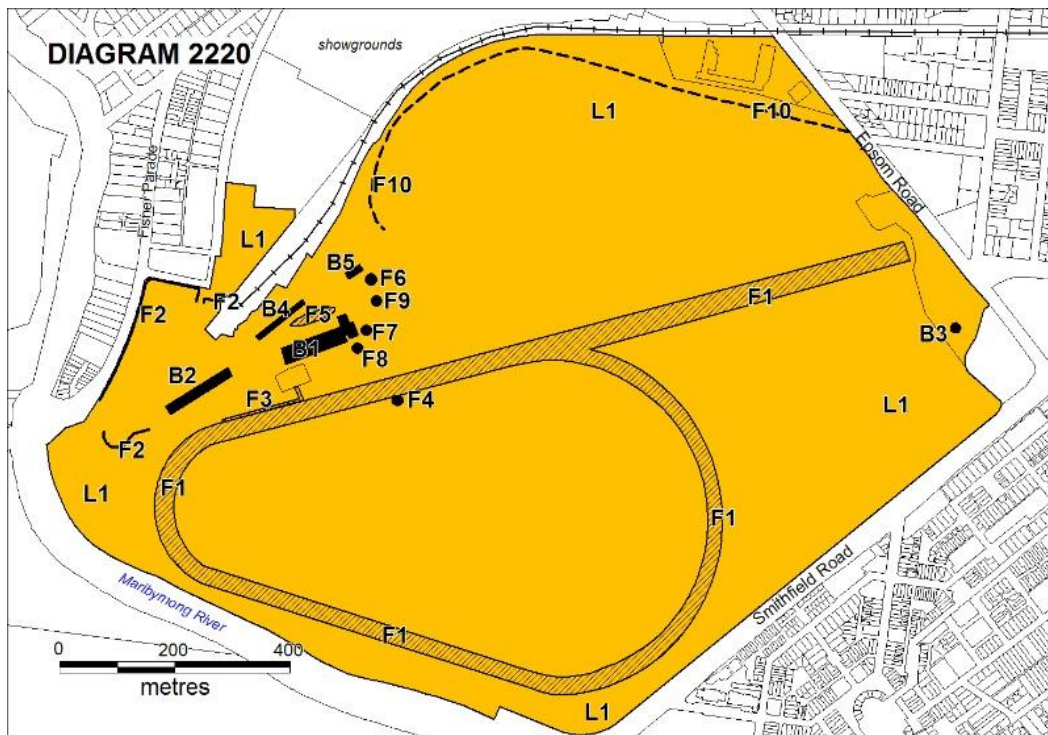 DIAGRAM 2220
showgrounds
L1
F10
Epsom Road
Fisher Parade
F10
L1
B5
F6
F2
F2
B4
F9
F5
F1
F7
B3
B1
F8
B2
F3
F4
L1
F2
L1
F1
F1
Maribyrnong River
Smithfield Road
F1
0 200 400
metres
L1